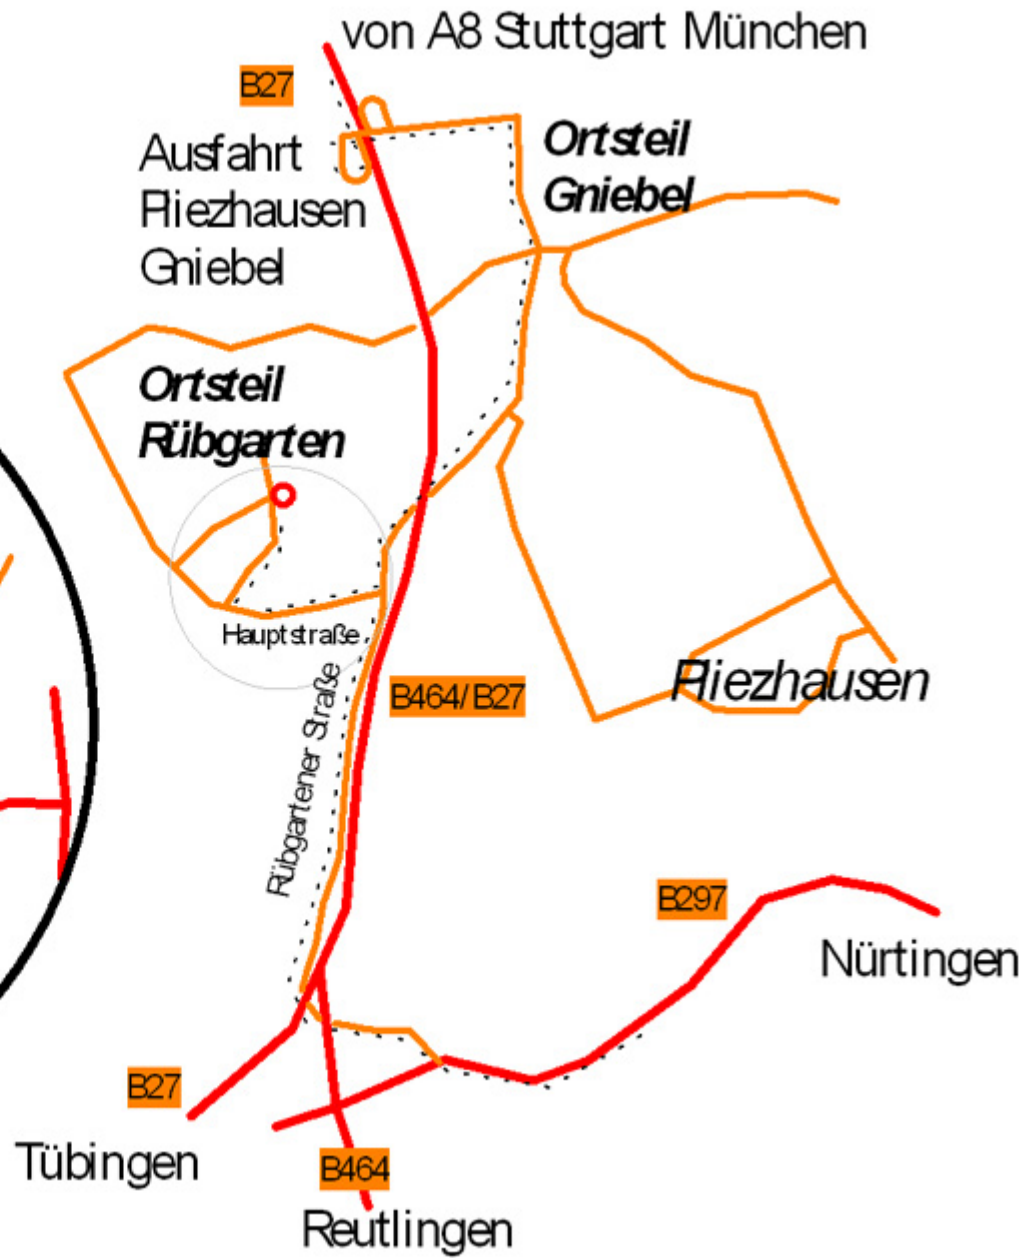 von A8 Stuttgart München
B27
Ausfahrt
Pliezhausen
Gniebel
Ortsteil
Gniebel
Ortsteil
Rübgarten
Hauptstraße
Rübgartener Straße
B464/B27
Pliezhausen
B297
Nürtingen
B27
Tübingen
B464
Reutlingen